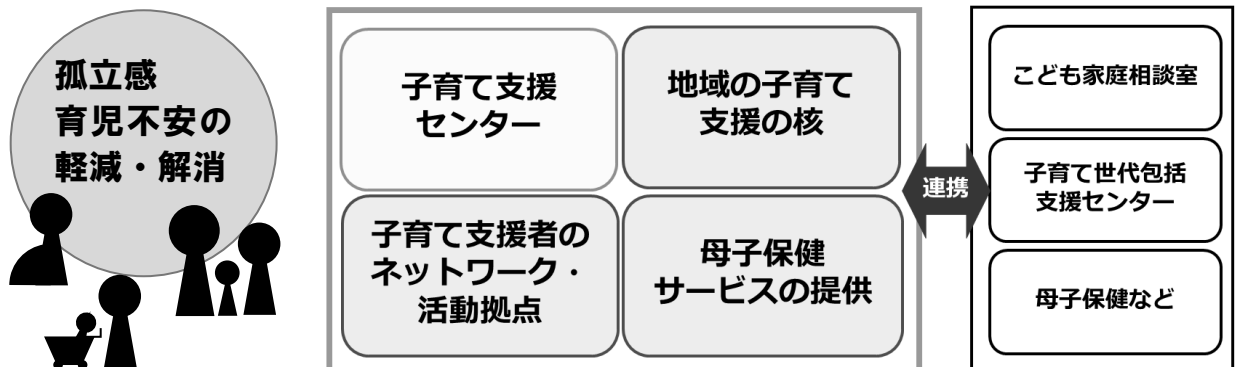 孤立感
育児不安の
軽減・解消
子育て支援
センター
地域の子育て
支援の核
子育て支援者の
ネットワーク・
活動拠点
母子保健
サービスの提供
連携
こども家庭相談室
子育て世代包括
支援センター
母子保健など